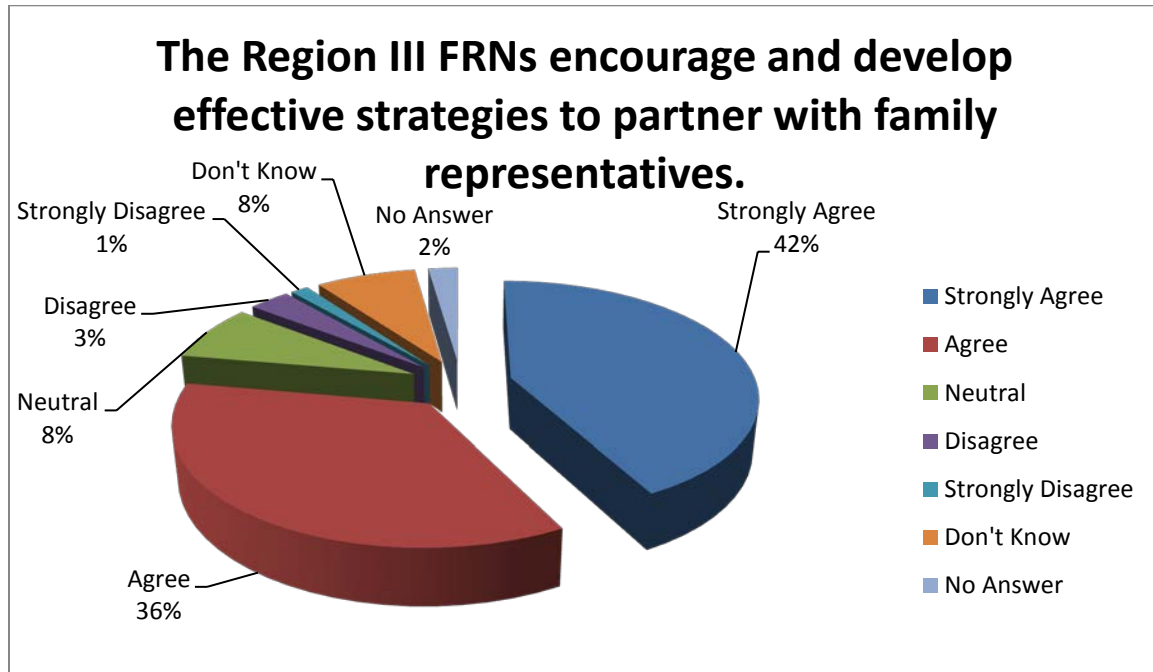 The Region III FRNs encourage and develop
effective strategies to partner with family
representatives.
Don't Know
8%
Strongly Disagree
1%
No Answer
2%
Strongly Agree
42%
Disagree
3%
Neutral
8%
Agree
36%
Strongly Agree
Agree
Neutral
Disagree
Strongly Disagree
Don't Know
No Answer